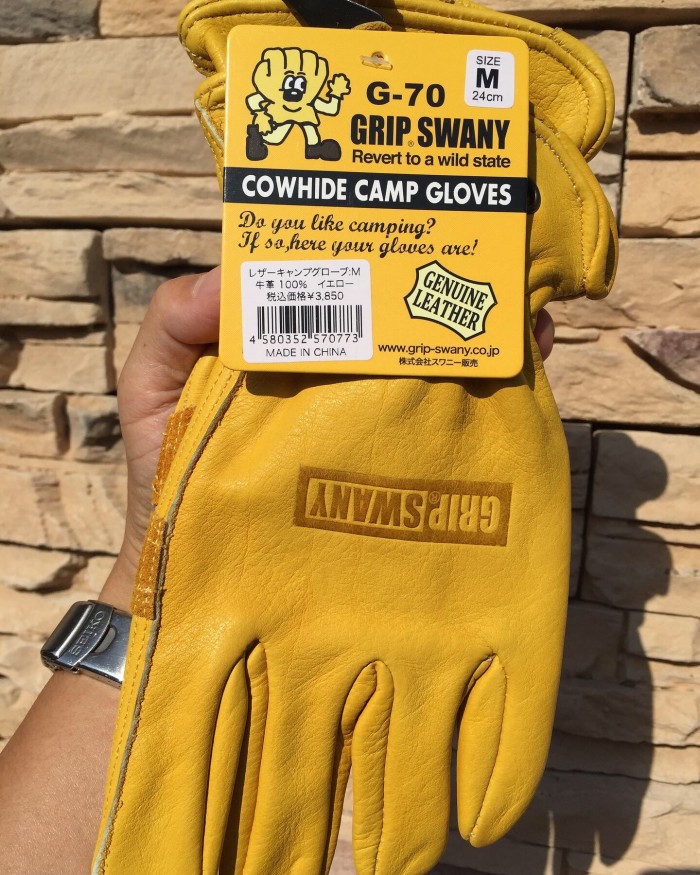 SIZE
M
24cm
G-70
GRIP SWANY®
Revert to a wild state
COWHIDE CAMP GLOVES
Do you like camping?
If so,here your gloves are!
レザーキャンプグローブ:M
牛革 100% イエロー
税込価格¥3,850
4 580352 570773
MADE IN CHINA
GENUINE
LEATHER
www.grip-swany.co.jp
株式会社スワニー販売
GRIP®SWANY
SEIKO